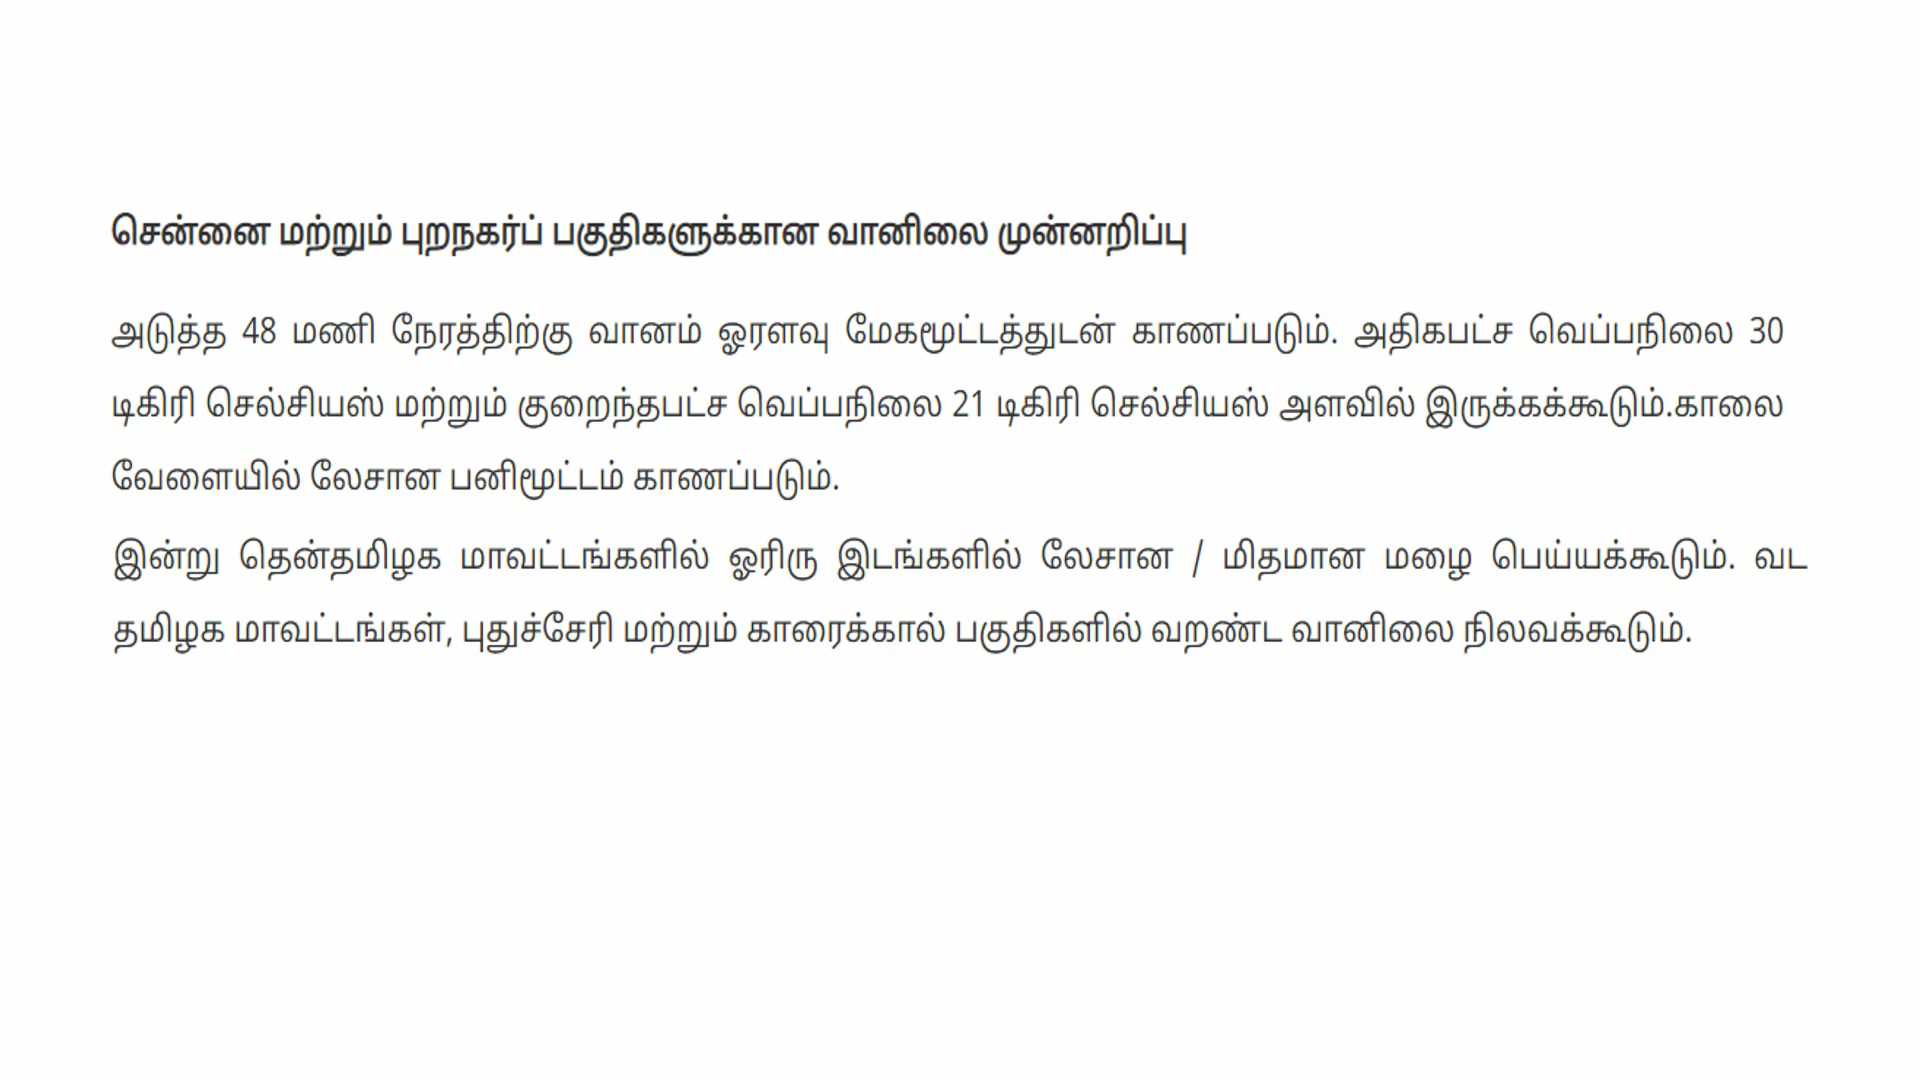 சென்னை மற்றும் புறநகர்ப் பகுதிகளுக்கான வானிலை முன்னறிப்பு
அடுத்த 48 மணி நேரத்திற்கு வானம் ஓரளவு மேகமூட்டத்துடன் காணப்படும். அதிகபட்ச வெப்பநிலை 30
டிகிரி செல்சியஸ் மற்றும் குறைந்தபட்ச வெப்பநிலை 21 டிகிரி செல்சியஸ் அளவில் இருக்கக்கூடும்.காலை
வேளையில் லேசான பனிமூட்டம் காணப்படும்.
இன்று தென்தமிழக மாவட்டங்களில் ஓரிரு இடங்களில் லேசான / மிதமான மழை பெய்யக்கூடும். வட
தமிழக மாவட்டங்கள், புதுச்சேரி மற்றும் காரைக்கால் பகுதிகளில் வறண்ட வானிலை நிலவக்கூடும்.